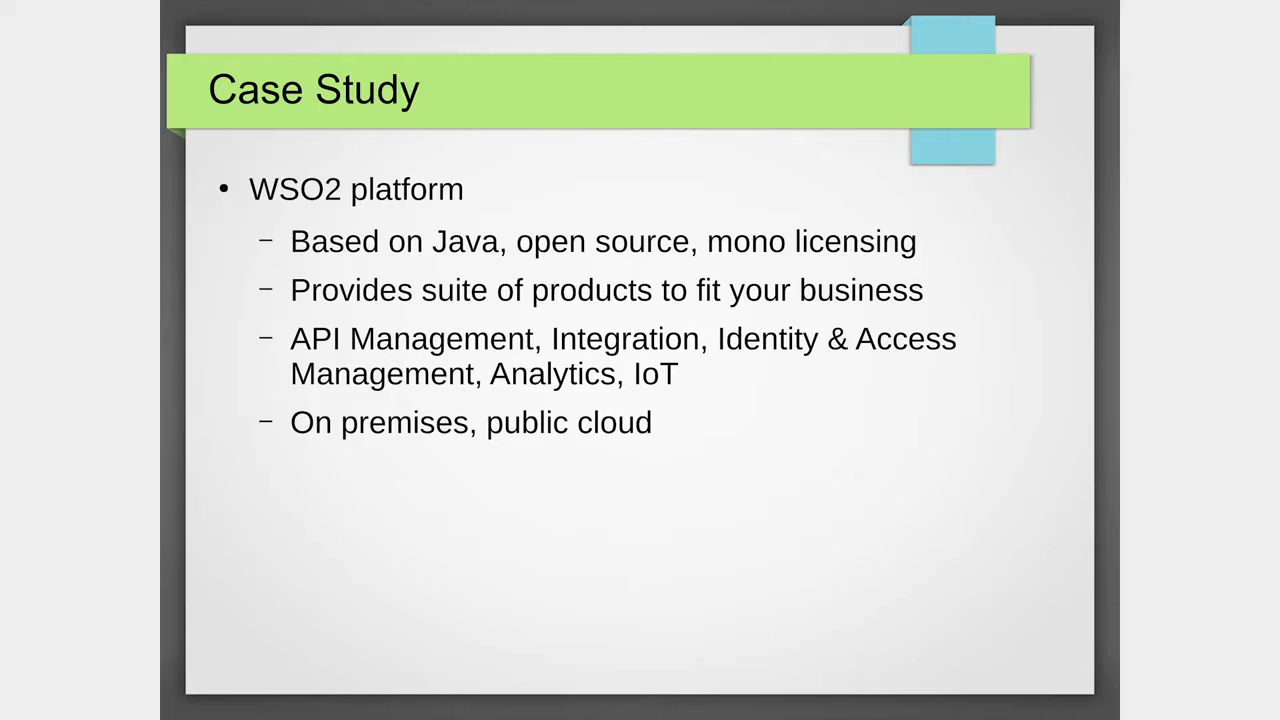 Case Study
• WSO2 platform
– Based on Java, open source, mono licensing
– Provides suite of products to fit your business
– API Management, Integration, Identity & Access
Management, Analytics, IoT
– On premises, public cloud